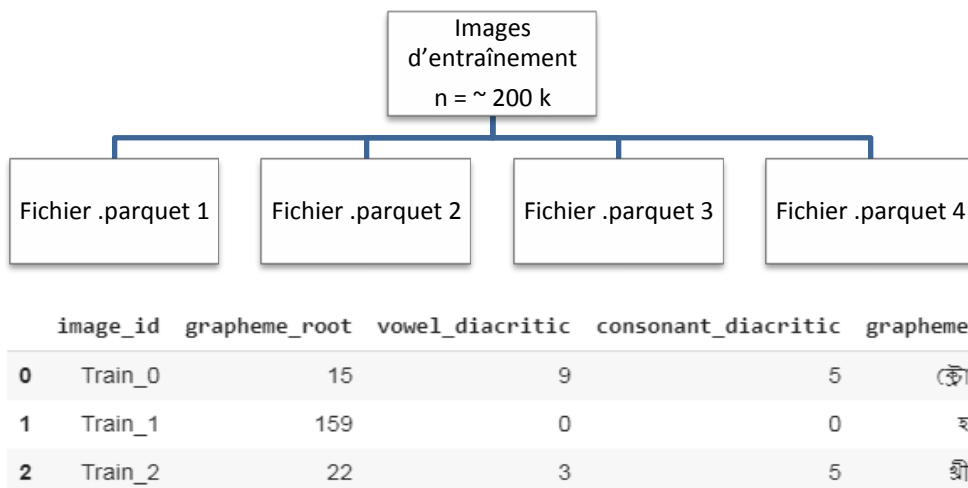 Images
d’entraînement
n = ~ 200 k
Fichier .parquet 1 Fichier .parquet 2 Fichier .parquet 3 Fichier .parquet 4
image_id grapheme_root vowel_diacritic consonant_diacritic grapheme
0 Train_0 15 9 5 ক্ট্রো
1 Train_1 159 0 0 হ
2 Train_2 22 3 5 খ্রী